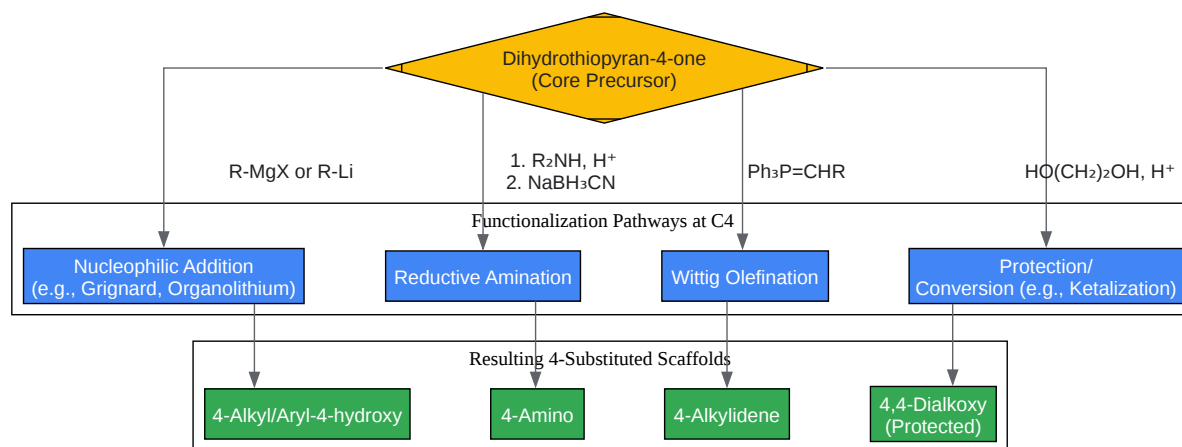 Dihydrothiopyran-4-one
(Core Precursor)
R-MgX or R-Li
1. R₂NH, H⁺
2. NaBH₃CN
Ph₃P=CHR
HO(CH₂)₂OH, H⁺
Functionalization Pathways at C4
Nucleophilic Addition
(e.g., Grignard, Organolithium)
Reductive Amination
Wittig Olefination
Protection/
Conversion (e.g., Ketalization)
Resulting 4-Substituted Scaffolds
4-Alkyl/Aryl-4-hydroxy
4-Amino
4-Alkylidene
4,4-Dialkoxy
(Protected)